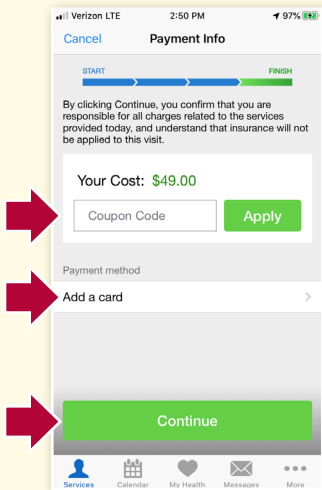 Verizon LTE 2:50 PM 97%
Cancel Payment Info
START FINISH
By clicking Continue, you confirm that you are
responsible for all charges related to the services
provided today, and understand that insurance will not
be applied to this visit.
Your Cost: $49.00
Coupon Code Apply
Payment method
Add a card
Continue
Services Calendar My Health Messages More